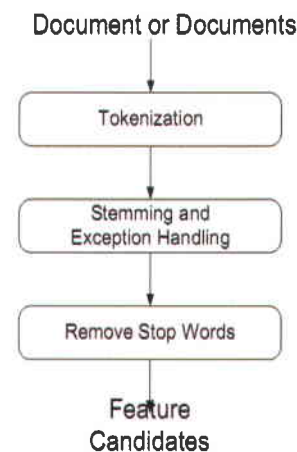 Document or Documents
Tokenization
Stemming and
Exception Handling
Remove Stop Words
Feature
Candidates